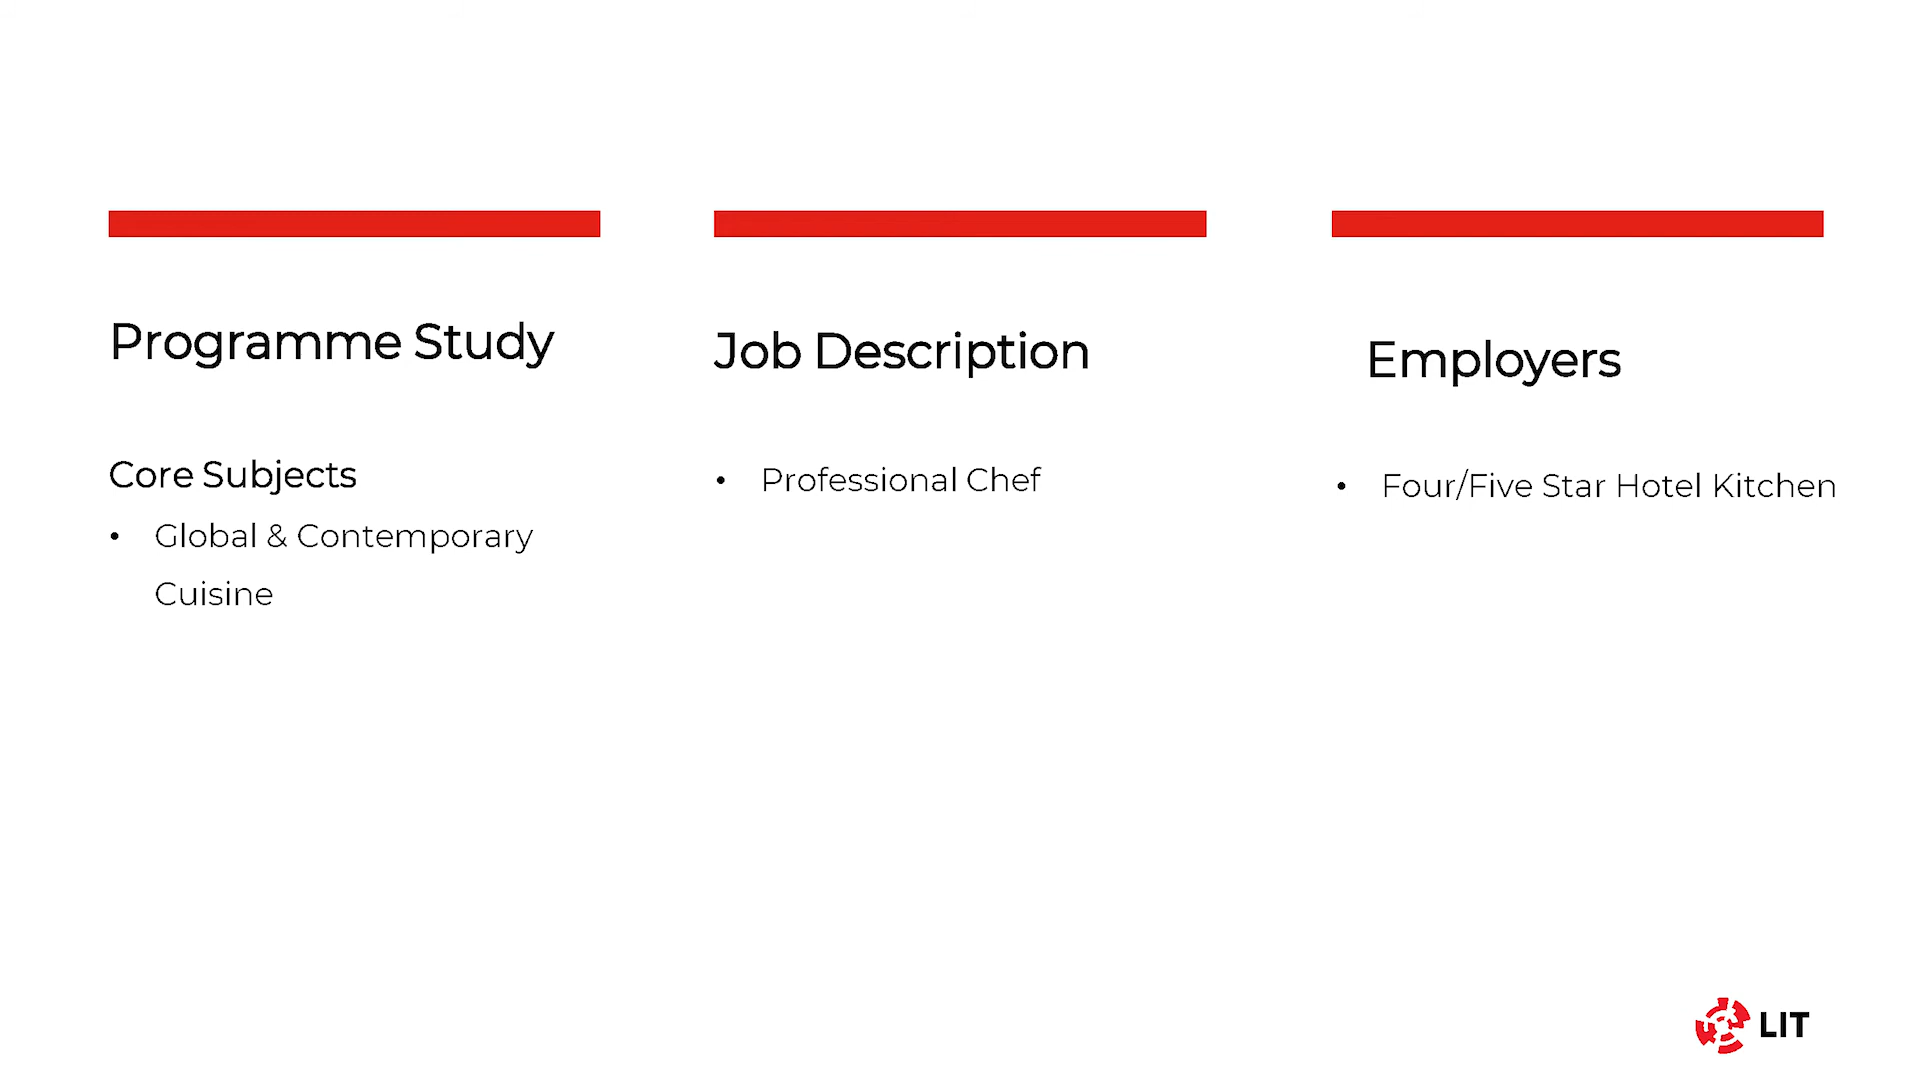 Programme Study
Core Subjects
• Global & Contemporary
Cuisine
Job Description
• Professional Chef
Employers
• Four/Five Star Hotel Kitchen
LIT